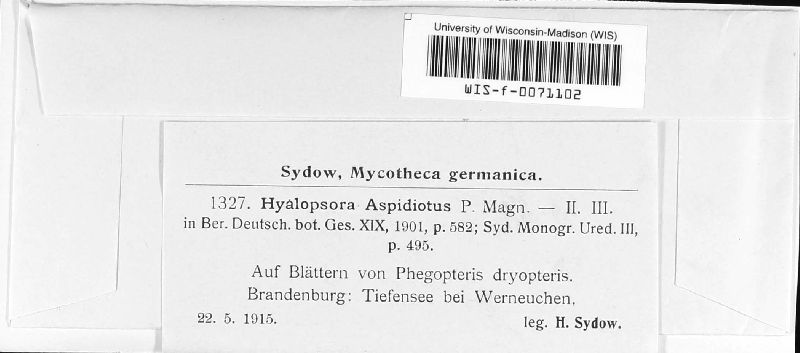 University of Wisconsin-Madison (WIS)
WIS-f-0071102
Sydow, Mycotheca germanica.
1327. Hyalopsora Aspidiotus P. Magn. — II. III.
in Ber. Deutsch. bot. Ges. XIX, 1901, p. 582; Syd. Monogr. Ured. III,
p. 495.
Auf Blättern von Phegopteris dryopteris.
Brandenburg: Tiefensee bei Werneuchen.
22. 5. 1915. leg. H. Sydow.